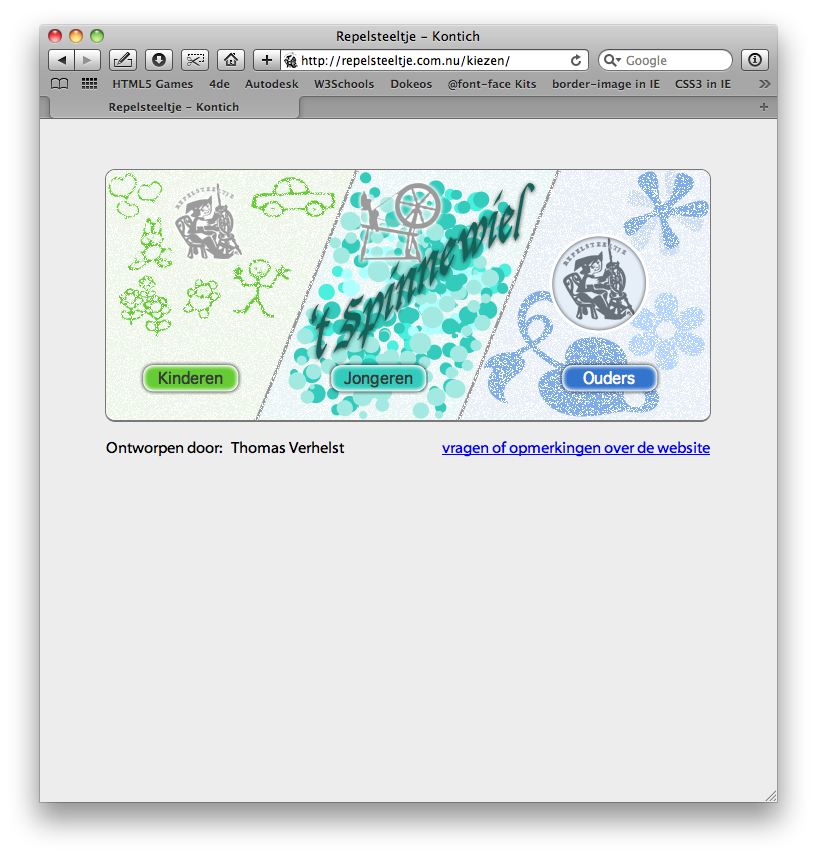 Repelsteeltje – Kontich
http://repelsteeltje.com.nu/kiezen/
Google
HTML5 Games 4de Autodesk W3Schools Dokeos @font-face Kits border-image in IE CSS3 in IE »
Repelsteeltje – Kontich
REPELSTEELTJE
't Spinnewiel
REPELSTEELTJE
Kinderen
Jongeren
Ouders
Ontworpen door: Thomas Verhelst
vragen of opmerkingen over de website